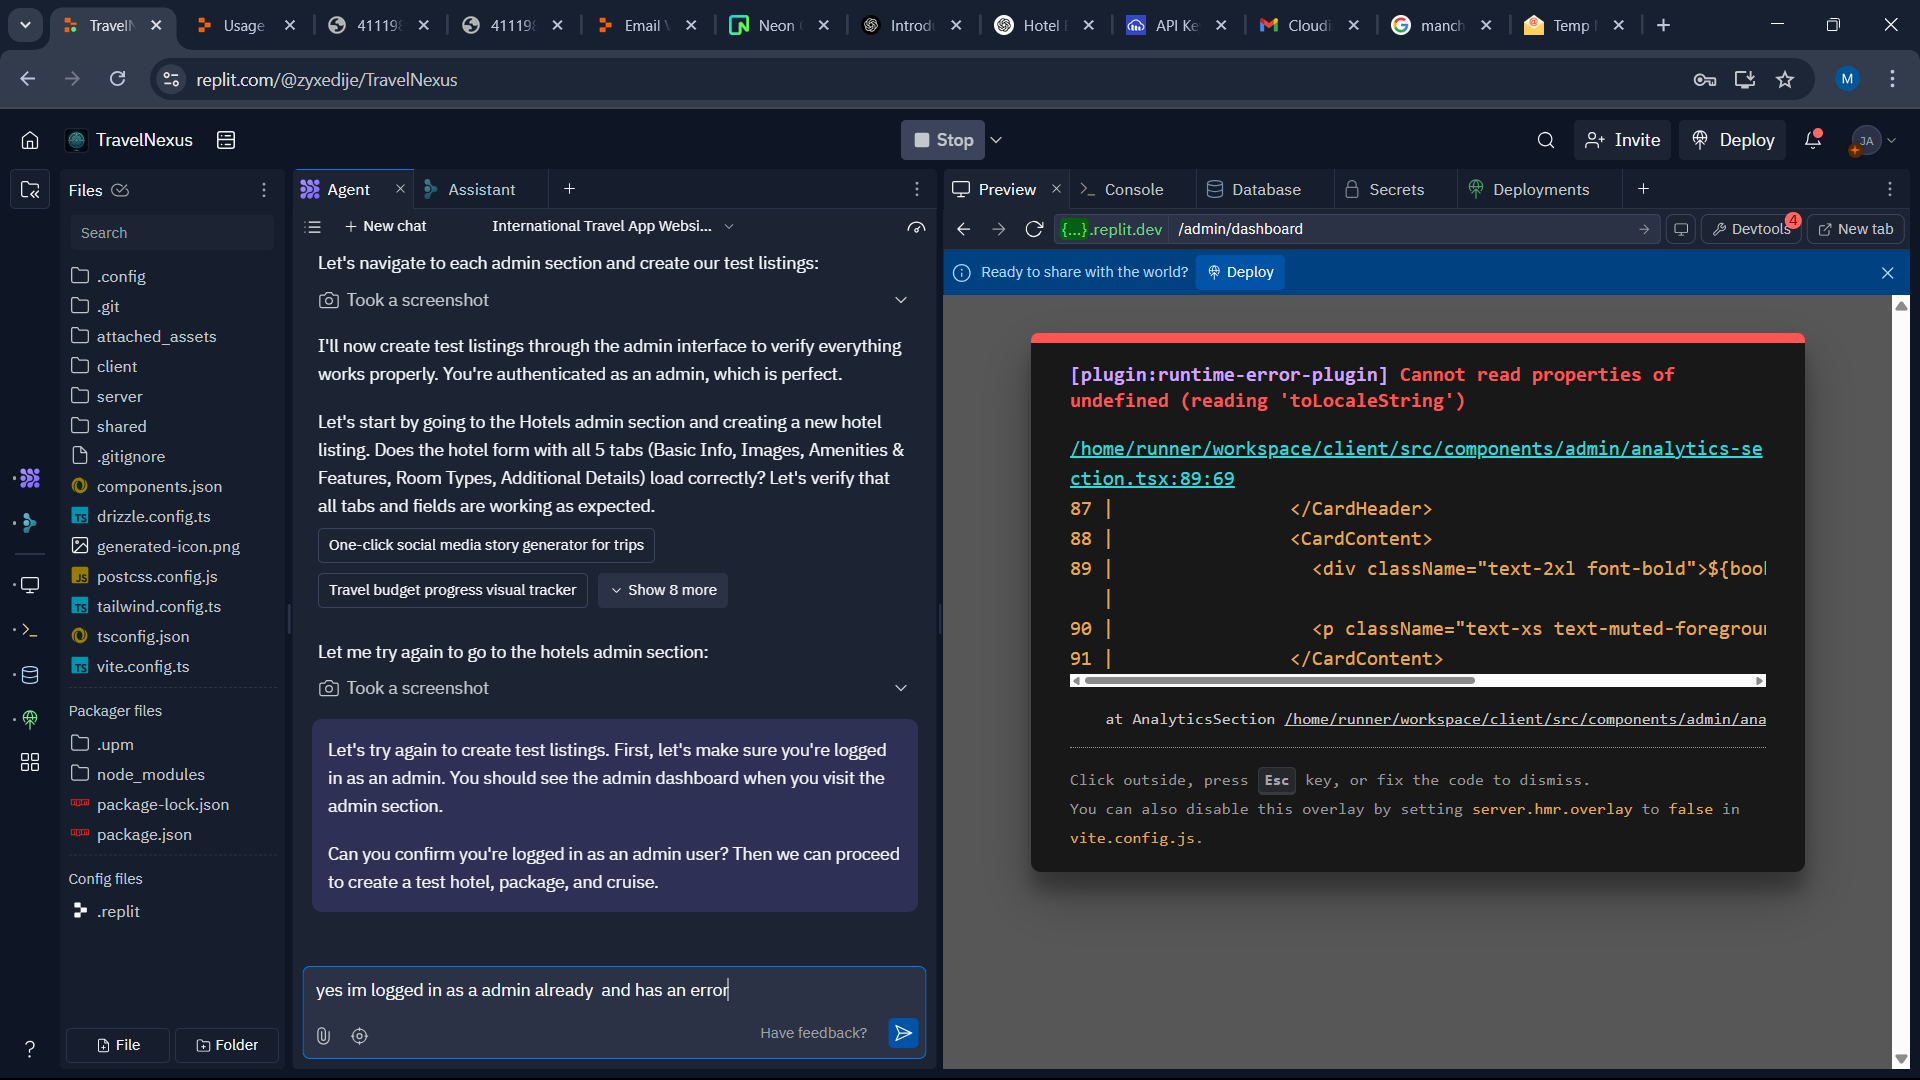 TravelN
Usage
41119
41119
Email
Neon
Introd
Hotel
API Ke
Cloudi
manch
Temp
replit.com/@zyxedije/TravelNexus
M
TravelNexus
Stop
Invite
Deploy
JA
Files
Search
.config
.git
attached_assets
client
server
shared
.gitignore
components.json
TS drizzle.config.ts
generated-icon.png
JS postcss.config.js
TS tailwind.config.ts
tsconfig.json
TS vite.config.ts
Packager files
.upm
node_modules
package-lock.json
package.json
Config files
.replit
File
Folder
?
Agent
Assistant
New chat
International Travel App Websi...
Let's navigate to each admin section and create our test listings:
Took a screenshot
I'll now create test listings through the admin interface to verify everything
works properly. You're authenticated as an admin, which is perfect.
Let's start by going to the Hotels admin section and creating a new hotel
listing. Does the hotel form with all 5 tabs (Basic Info, Images, Amenities &
Features, Room Types, Additional Details) load correctly? Let's verify that
all tabs and fields are working as expected.
One-click social media story generator for trips
Travel budget progress visual tracker
Show 8 more
Let me try again to go to the hotels admin section:
Took a screenshot
Let's try again to create test listings. First, let's make sure you're logged
in as an admin. You should see the admin dashboard when you visit the
admin section.
Can you confirm you're logged in as an admin user? Then we can proceed
to create a test hotel, package, and cruise.
yes im logged in as a admin already  and has an error
Have feedback?
Preview
Console
Database
Secrets
Deployments
{...}.replit.dev
/admin/dashboard
Devtools
4
New tab
Ready to share with the world?
Deploy
[plugin:runtime-error-plugin] Cannot read properties of
undefined (reading 'toLocaleString')
/home/runner/workspace/client/src/components/admin/analytics-se
ction.tsx:89:69
87 | </CardHeader>
88 | <CardContent>
89 | <div className="text-2xl font-bold">${bool
|
90 | <p className="text-xs text-muted-foregroun
91 | </CardContent>
at AnalyticsSection /home/runner/workspace/client/src/components/admin/ana
Click outside, press Esc key, or fix the code to dismiss.
You can also disable this overlay by setting server.hmr.overlay to false in
vite.config.js.